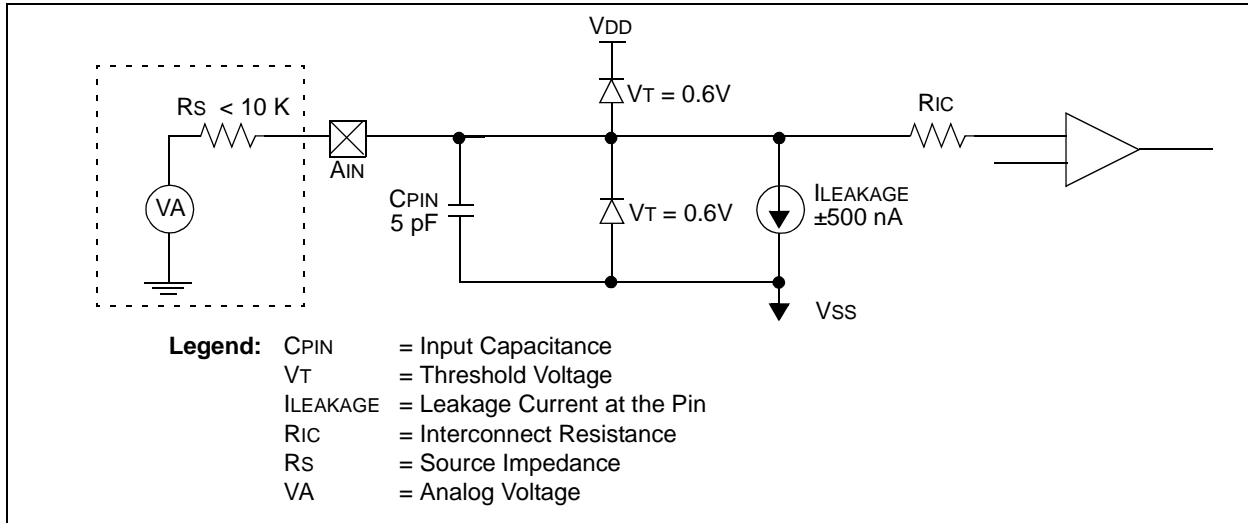 VDD
VT = 0.6V
RS < 10 K
RIC
AIN
VA
CPIN
5 pF
VT = 0.6V
ILEAKAGE
±500 nA
VSS
Legend: CPIN = Input Capacitance
VT = Threshold Voltage
ILEAKAGE = Leakage Current at the Pin
RIC = Interconnect Resistance
RS = Source Impedance
VA = Analog Voltage